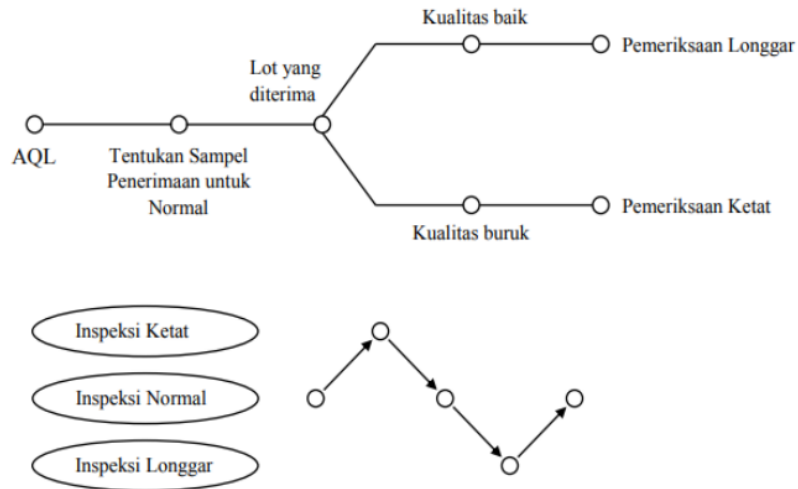 Kualitas baik
Pemeriksaan Longgar
Lot yang
diterima
AQL
Tentukan Sampel
Penerimaan untuk
Normal
Pemeriksaan Ketat
Kualitas buruk
Inspeksi Ketat
Inspeksi Normal
Inspeksi Longgar